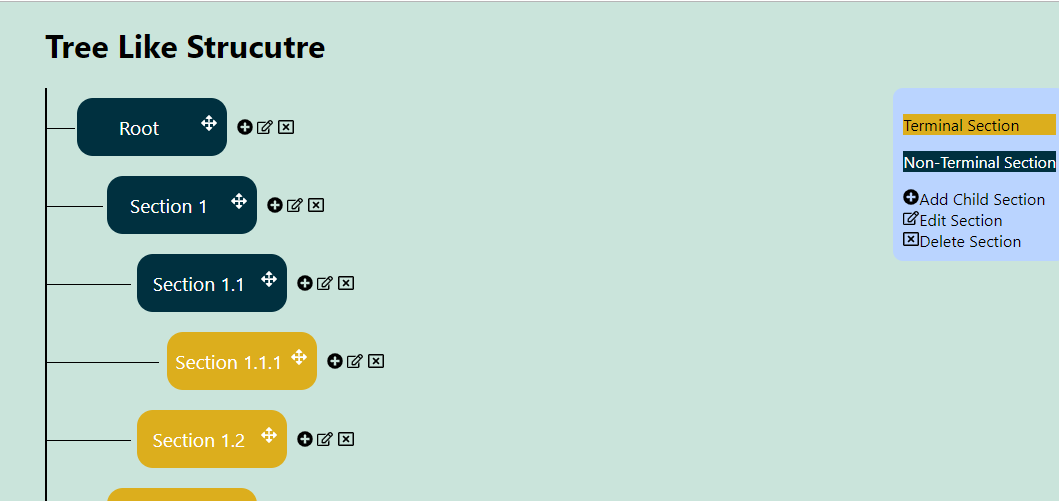 Tree Like Strucutre
Root
Section 1
Section 1.1
Section 1.1.1
Section 1.2
Terminal Section
Non-Terminal Section
Add Child Section
Edit Section
Delete Section